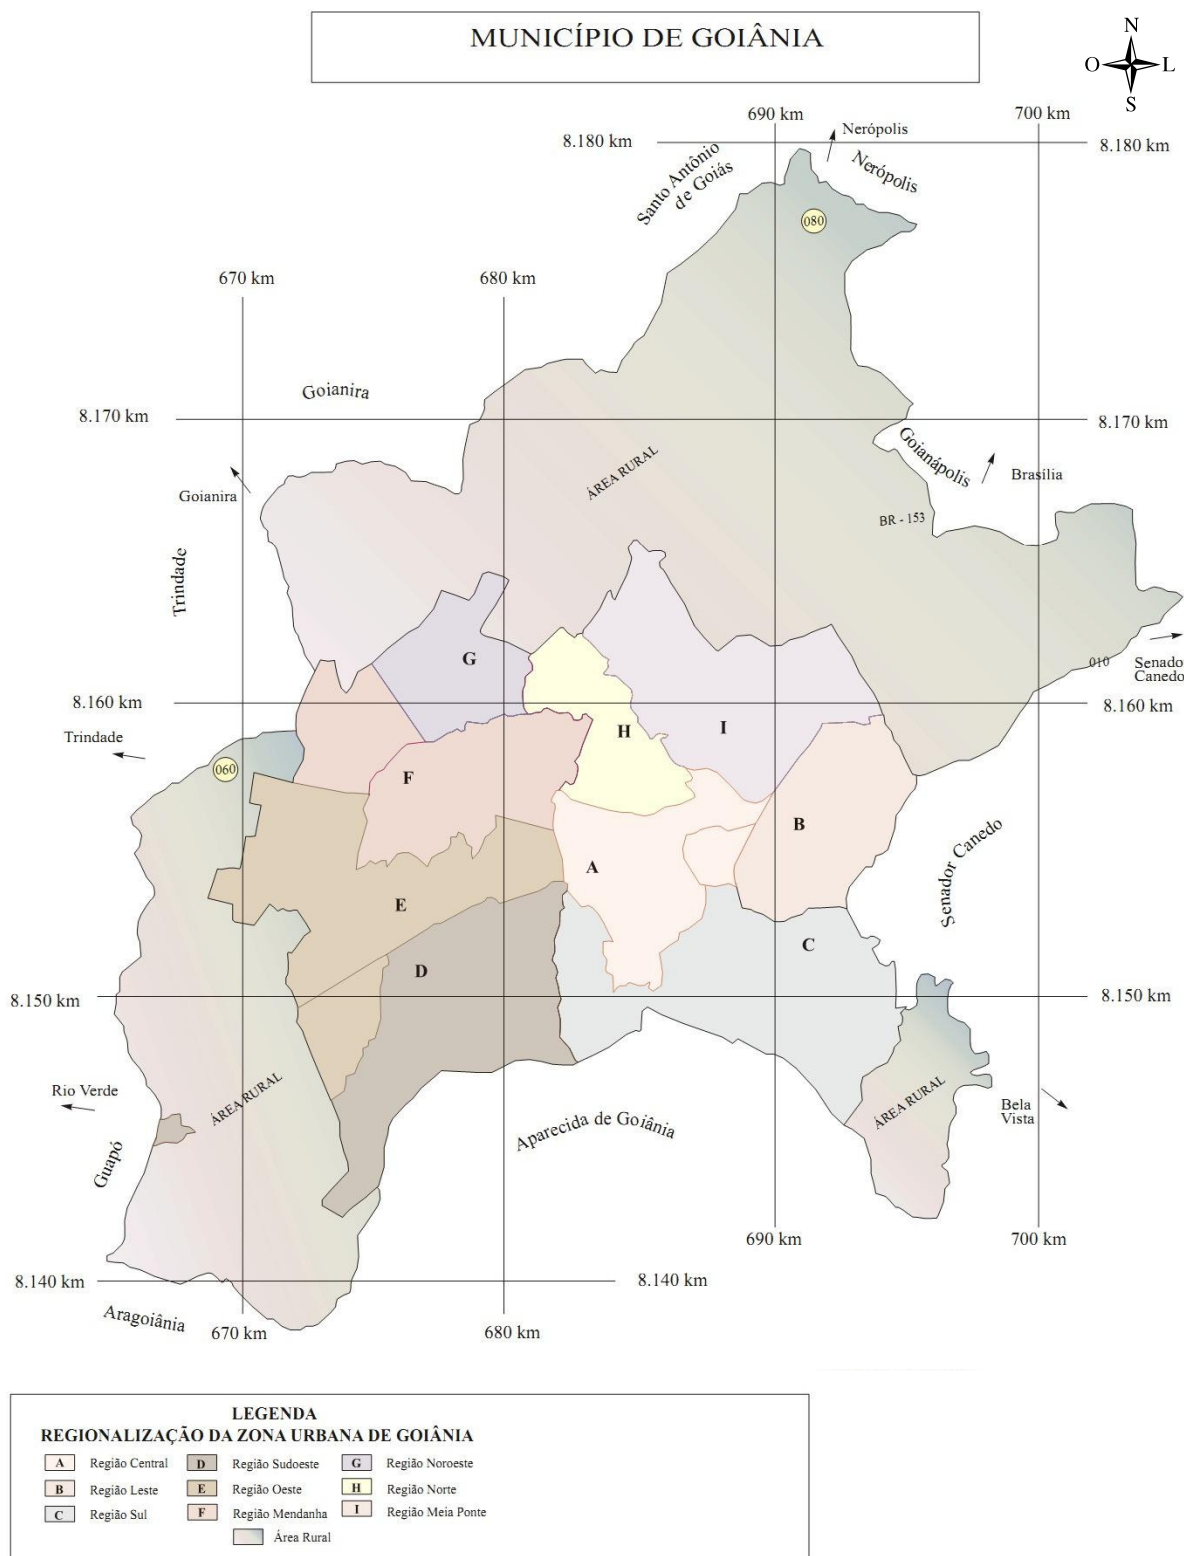 MUNICÍPIO DE GOIÂNIA
N
O
L
S
690 km
700 km
8.180 km
8.180 km
Nerópolis
Nerópolis
Santo Antônio
de Goiás
080
670 km
680 km
Goianira
8.170 km
8.170 km
Goianápolis
Brasília
ÁREA RURAL
Goianira
BR - 153
Trindade
010
Senador
Canedo
G
8.160 km
8.160 km
Trindade
H
I
060
F
B
A
Senador Canedo
E
C
D
8.150 km
8.150 km
Rio Verde
ÁREA RURAL
ÁREA RURAL
Bela
Vista
Aparecida de Goiânia
Guapó
690 km
700 km
8.140 km
8.140 km
Aragoiânia
670 km
680 km
LEGENDA
REGIONALIZAÇÃO DA ZONA URBANA DE GOIÂNIA
A Região Central D Região Sudoeste G Região Noroeste
B Região Leste E Região Oeste H Região Norte
C Região Sul F Região Mendanha I Região Meia Ponte
Área Rural